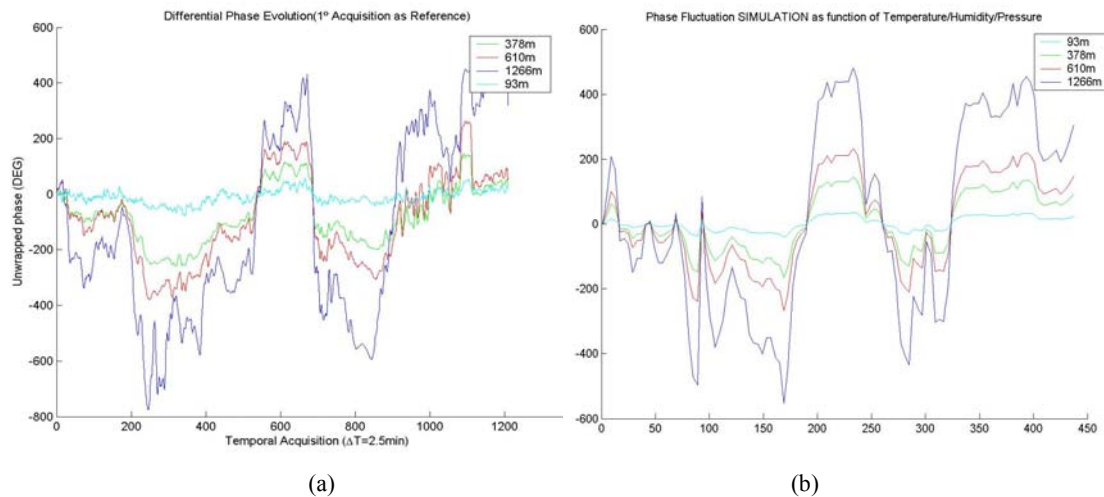 Differential Phase Evolution(1º Acquisition as Reference)
600
400
200
0
-200
-400
-600
-800
Unwrapped phase (DEG)
378m
610m
1266m
93m
0
200
400
600
800
1000
1200
Temporal Acquisition (ΔT=2.5min)
(a)
Phase Fluctuation SIMULATION as function of Temperature/Humidity/Pressure
600
400
200
0
-200
-400
-600
93m
378m
610m
1266m
0
50
100
150
200
250
300
350
400
450
(b)